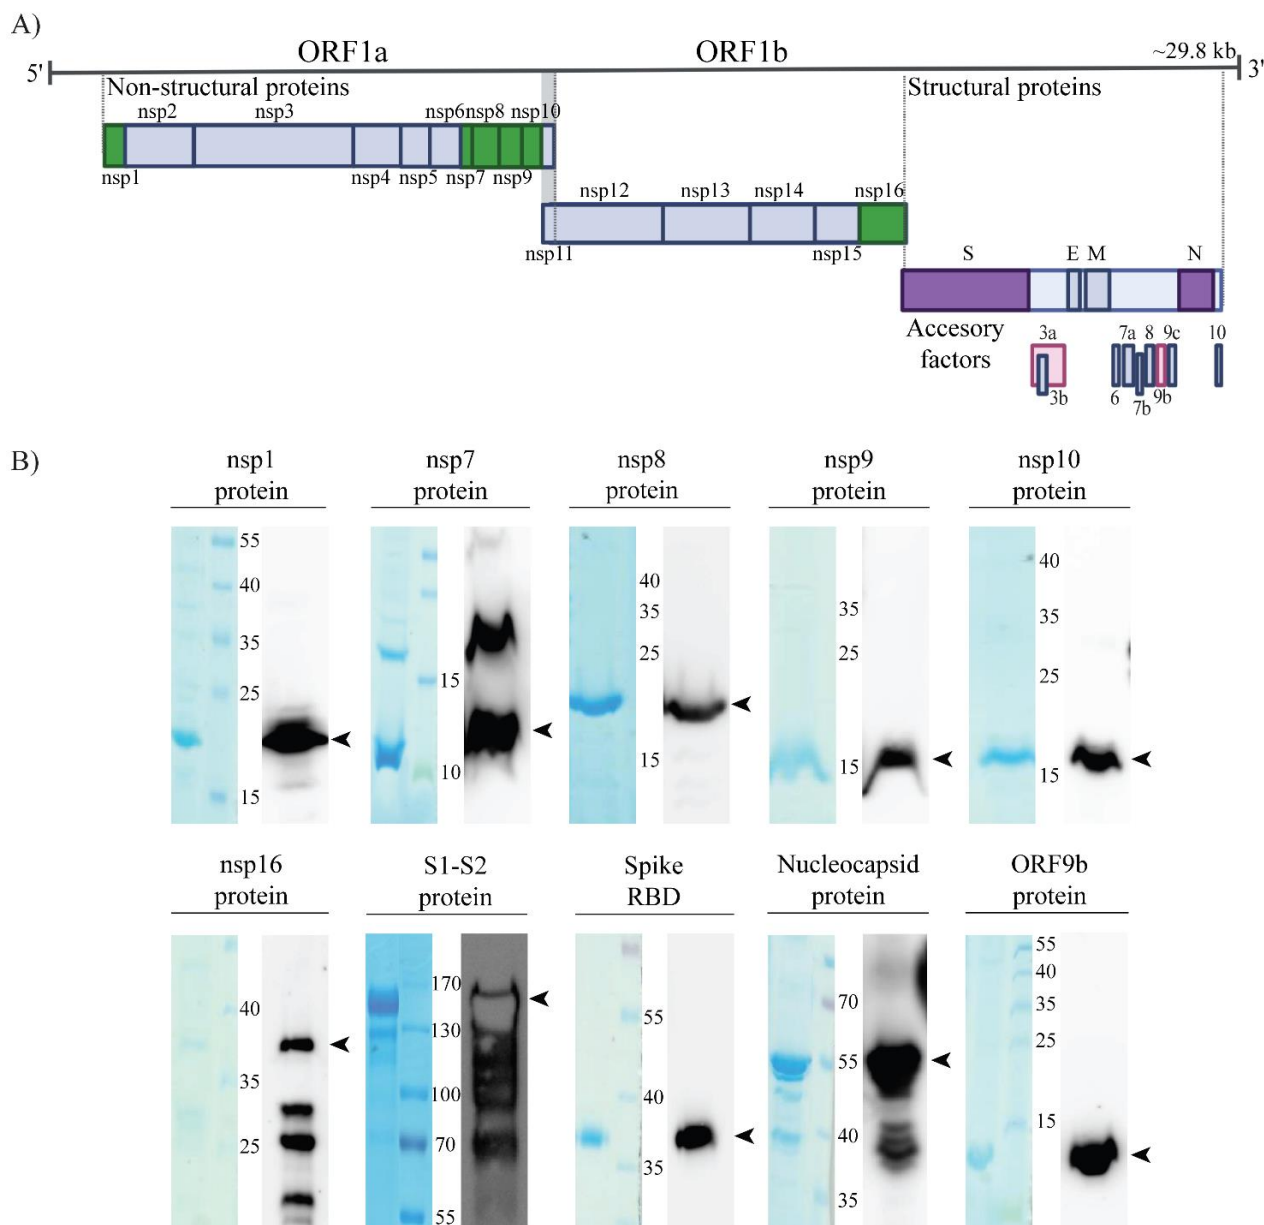 A)
ORF1a ORF1b ~29.8 kb
5' 3'
Non-structural proteins Structural proteins
nsp2 nsp3 nsp6 nsp8 nsp10
nsp1 nsp4 nsp5 nsp7 nsp9
nsp12 nsp13 nsp14 nsp16
nsp11 nsp15
S E M N
Accesory
factors
3a 7a 8 9c 10
3b 6 7b 9b
B)
nsp1
protein
55
40
35
25
15
nsp7
protein
15
10
nsp8
protein
40
35
25
15
nsp9
protein
35
25
15
nsp10
protein
40
35
25
15
nsp16
protein
40
35
25
S1-S2
protein
170
130
100
70
55
Spike
RBD
55
40
35
Nucleocapsid
protein
70
55
40
35
ORF9b
protein
55
40
35
25
15